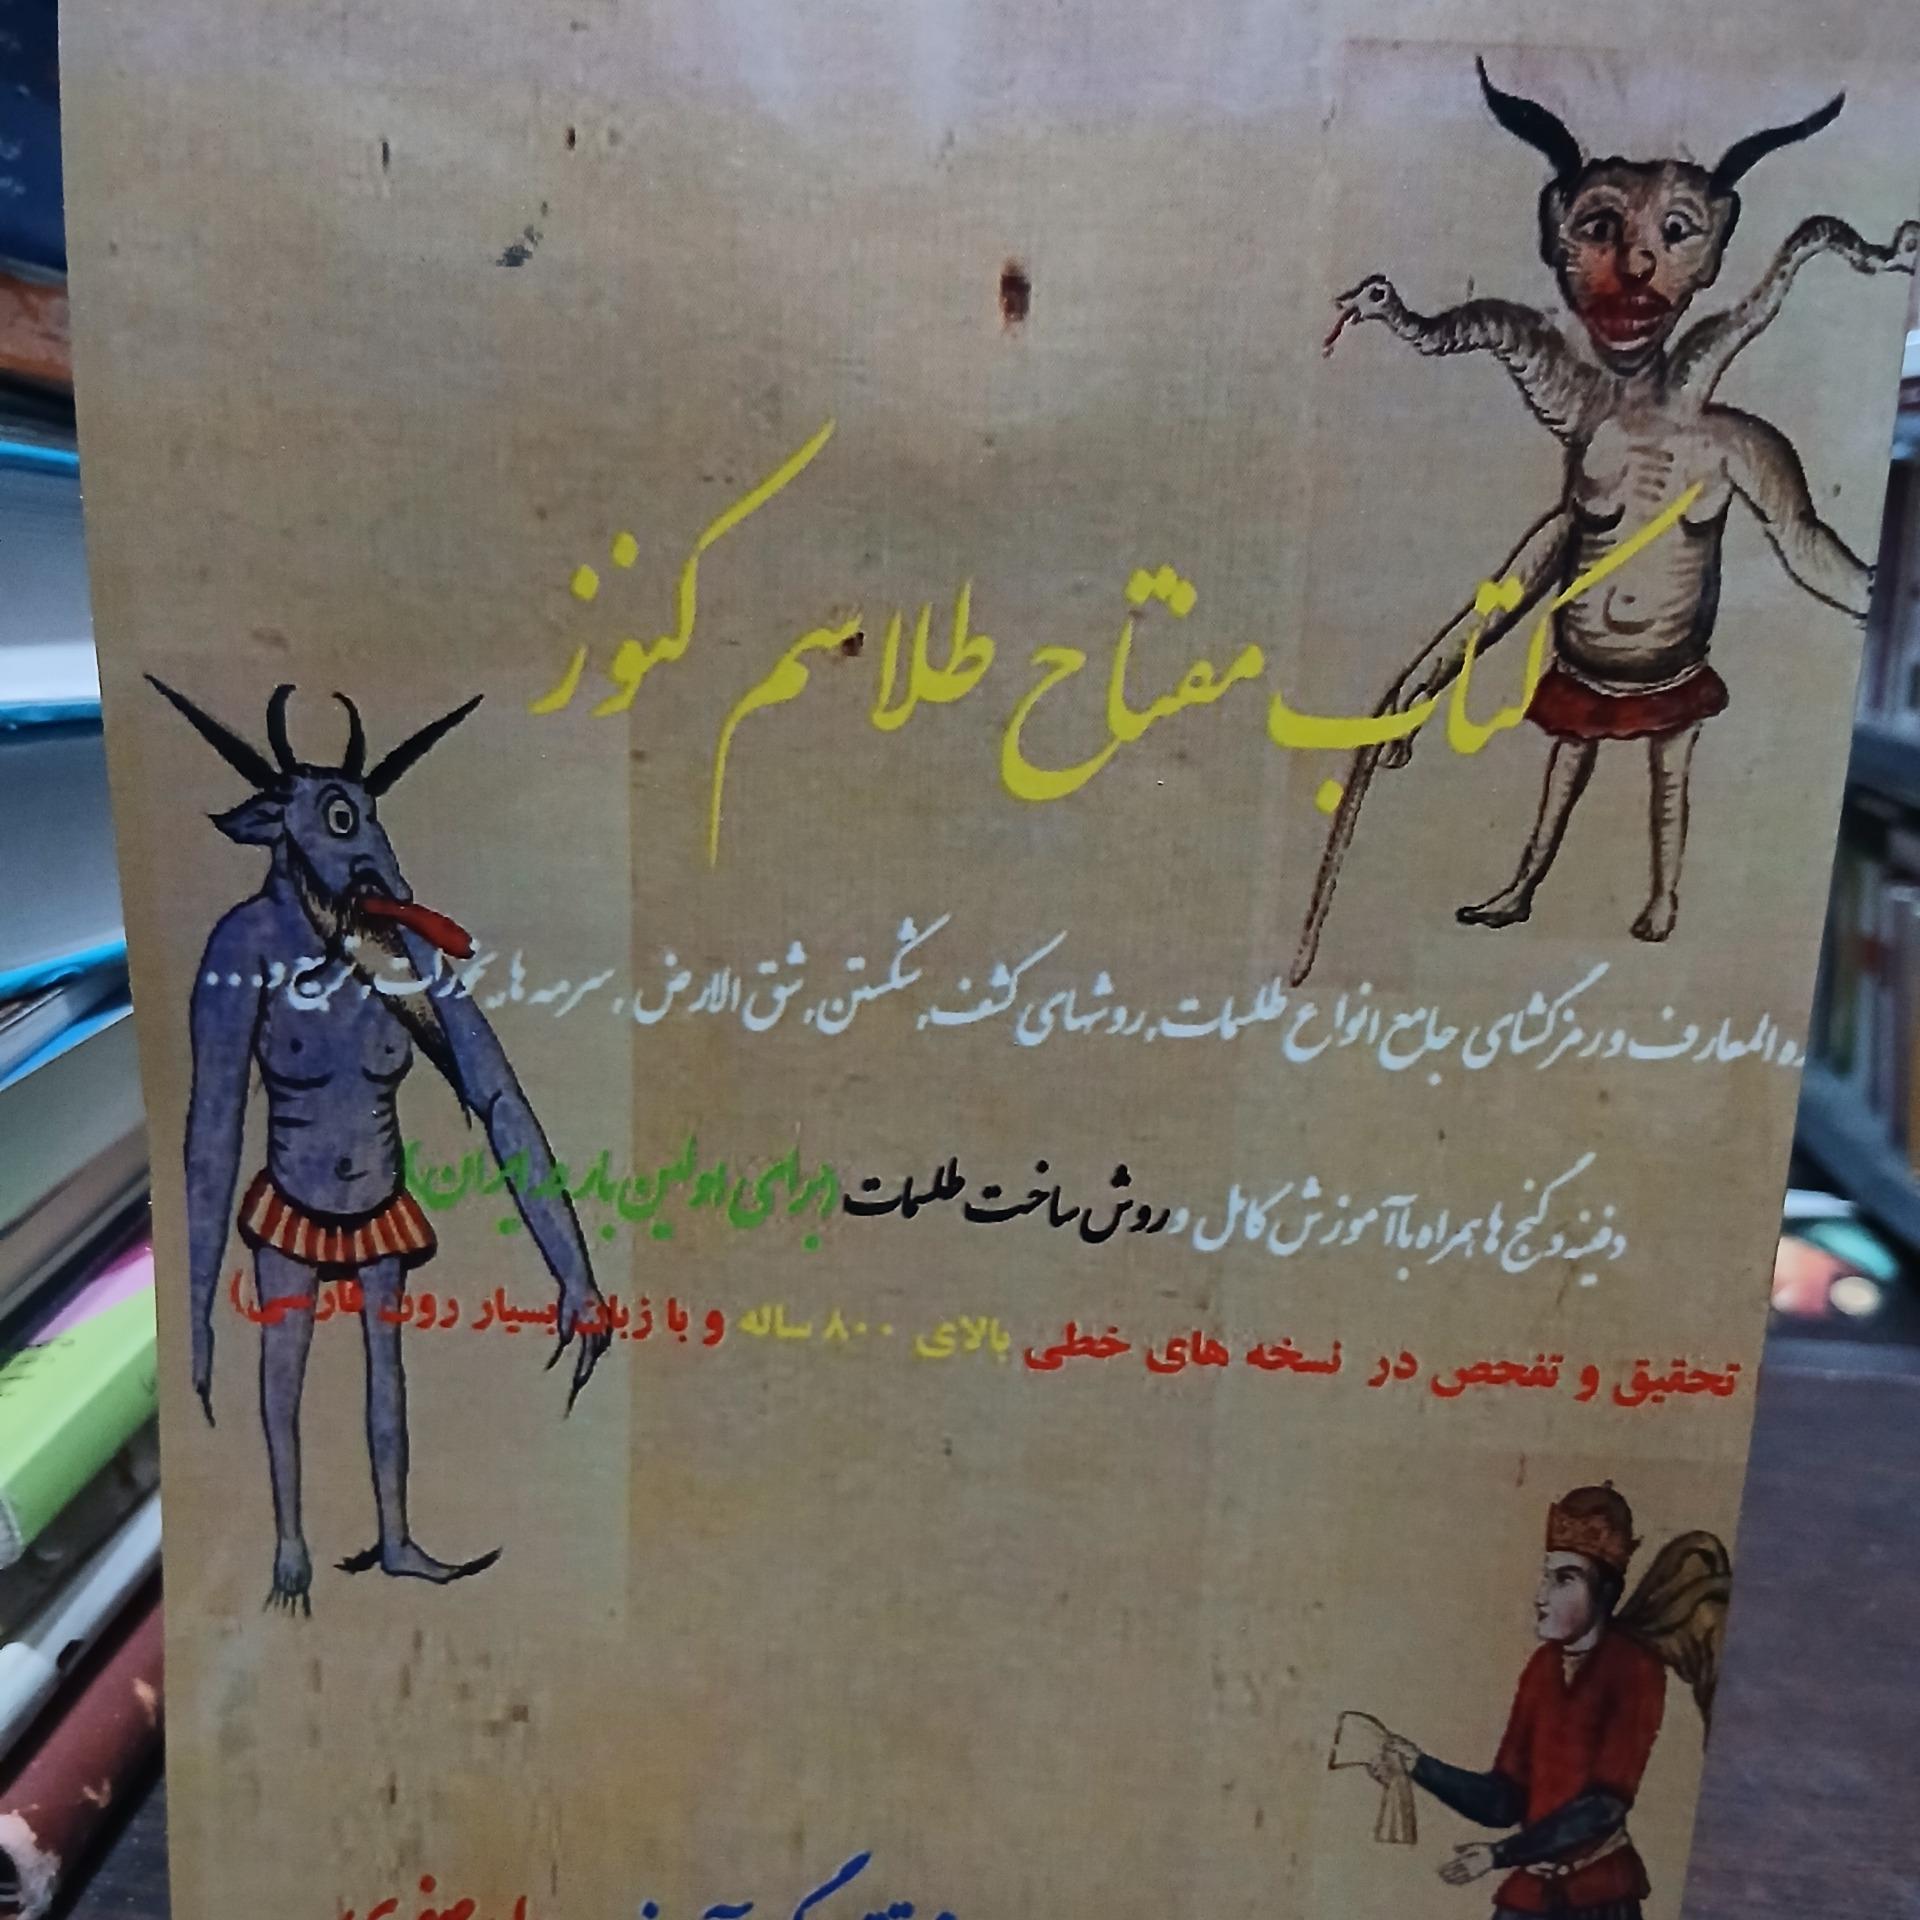 کتاب مفتاح طلاسم کنوز
ره المعارف و رمزگشای جامع انواع طلسمات، روشهای کشف، شکستن، شق الارض، سرمه ها، بخورات، تربیع و...
دفینه و گنج ها همراه با آموزش کامل و روش ساخت طلسمات (برای اولین بار در ایران)
تحقیق و تفحص در نسخه های خطی بالای ۸۰۰ ساله و با زبان بسیار رون فارسی)